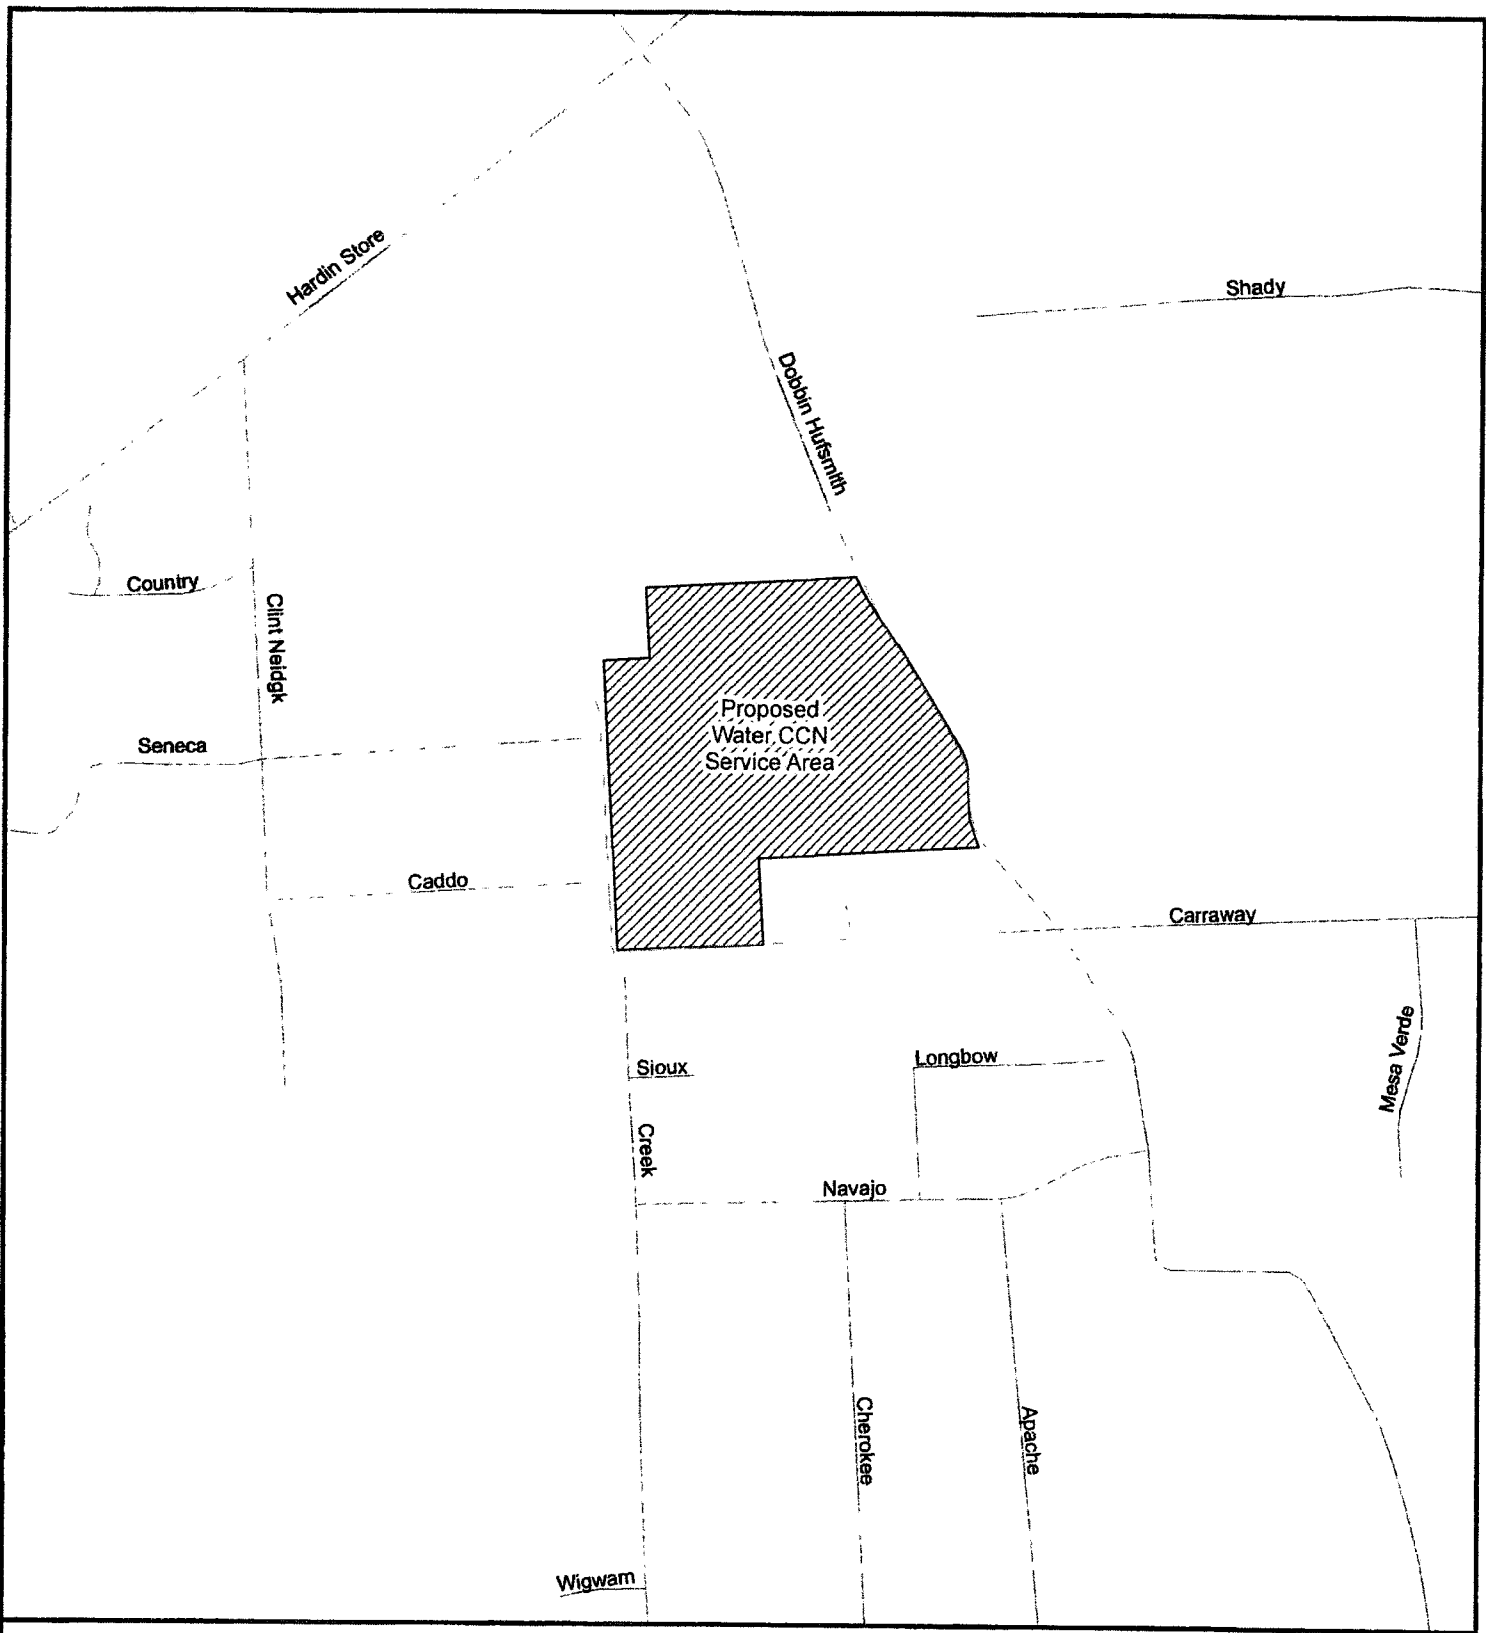 Hardin Store
Shady
Dobbin Hufsmith
Country
Clint Neidgk
Proposed
Water CCN
Service Area
Seneca
Caddo
Carraway
Mesa Verde
Longbow
Sioux
Creek
Navajo
Cherokee
Apache
Wigwam